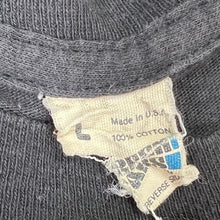 L
Made in U.S.A.
100% COTTON
REVERSE